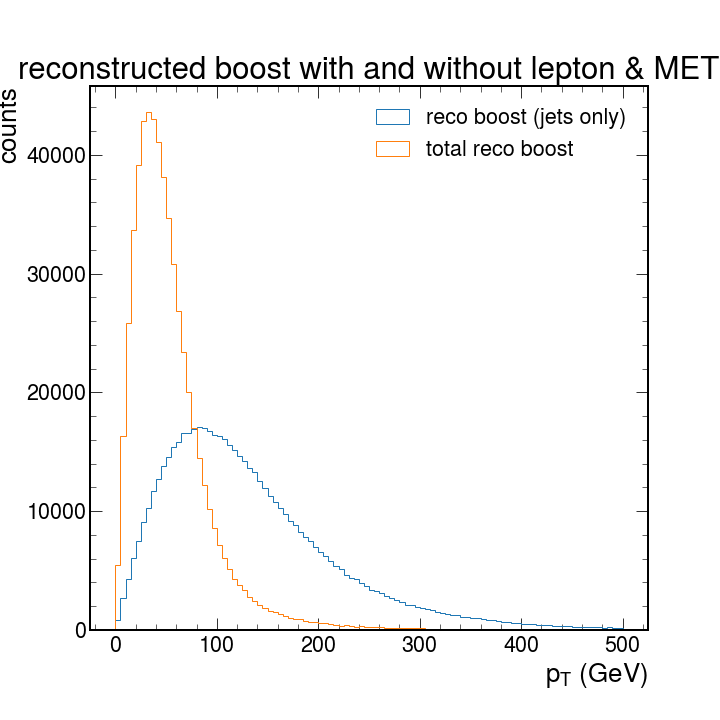 reconstructed boost with and without lepton & MET
counts
reco boost (jets only)
total reco boost
40000
30000
20000
10000
0
0 100 200 300 400 500
p_T (GeV)